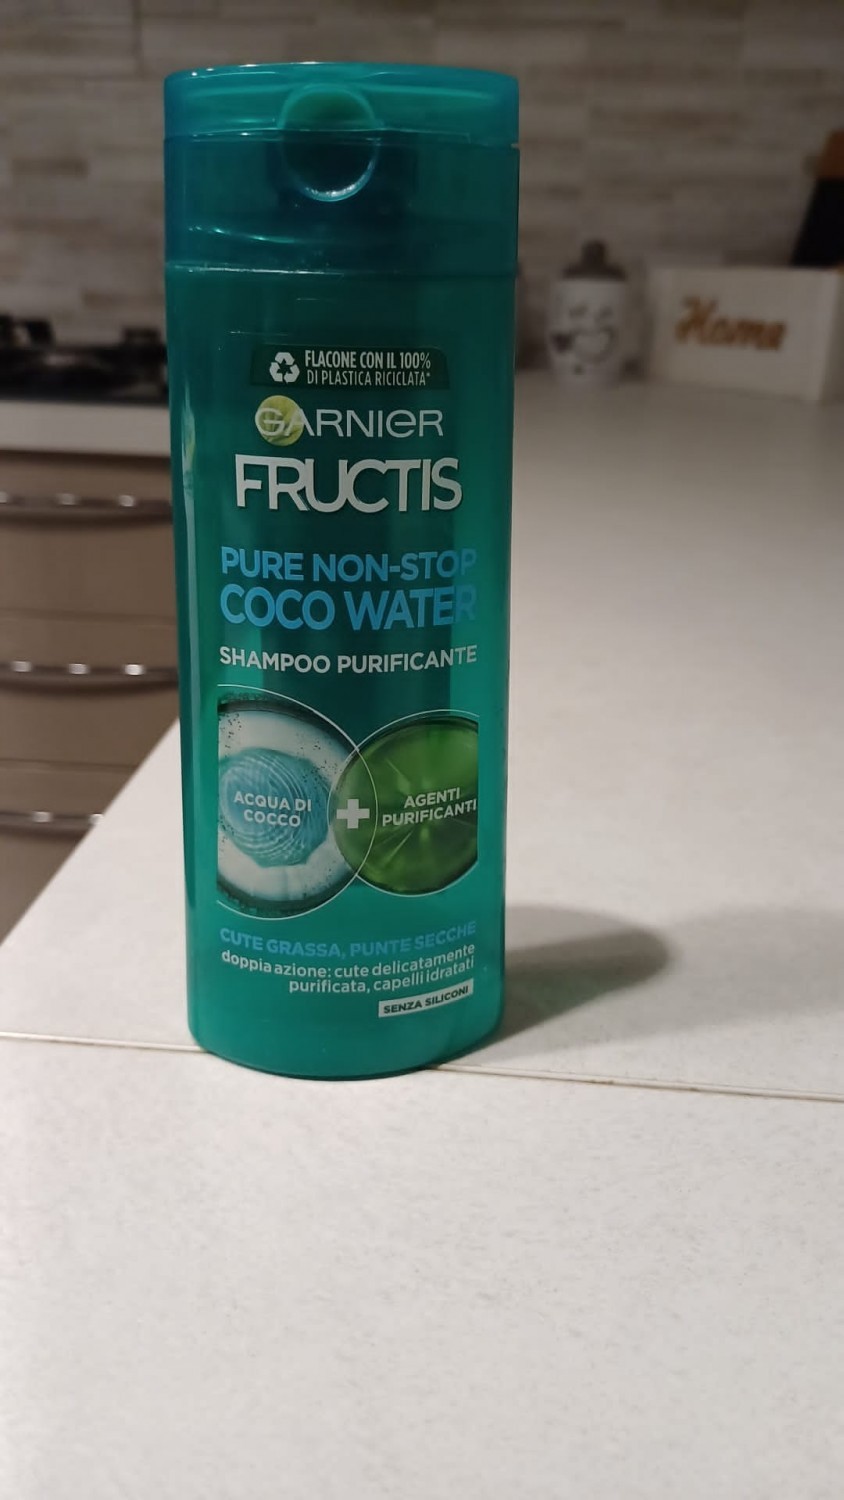 FLACONE CON IL 100%
DI PLASTICA RICICLATA*
GARNIER
FRUCTIS
PURE NON-STOP
COCO WATER
SHAMPOO PURIFICANTE
ACQUA DI
COCCO
+
AGENTI
PURIFICANTI
CUTE GRASSA, PUNTE SECCHE
doppia azione: cute delicatamente
purificata, capelli idratati
SENZA SILICONI
Home